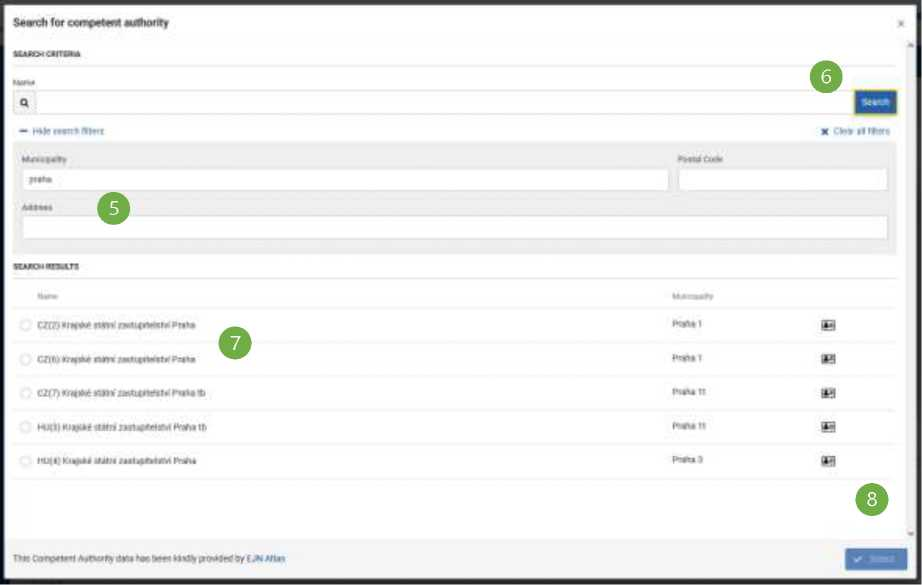 Search for competent authority
×
SEARCH CRITERIA
Name
6
Search
Hide search filters
Clear all filters
Municipality
Postal Code
praha
Address
5
SEARCH RESULTS
Name
Municipality
CZ(2) Krajské státní zastupitelství Praha
Praha 1
7
CZ(6) Krajské státní zastupitelství Praha
Praha 1
CZ(7) Krajské státní zastupitelství Praha tb
Praha 11
HU(3) Krajské státní zastupitelství Praha tb
Praha 11
HU(4) Krajské státní zastupitelství Praha
Praha 3
8
This Competent Authority data has been kindly provided by EJN Atlas
Select